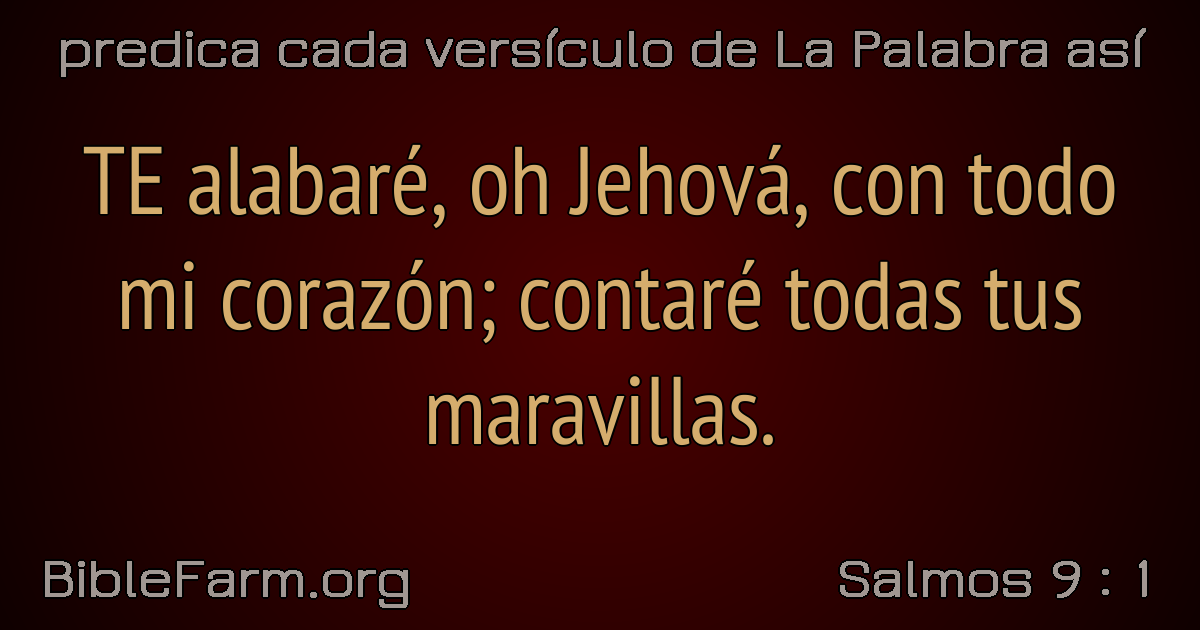 predica cada versículo de La Palabra así
TE alabaré, oh Jehová, con todo
mi corazón; contaré todas tus
maravillas.
BibleFarm.org
Salmos 9 : 1